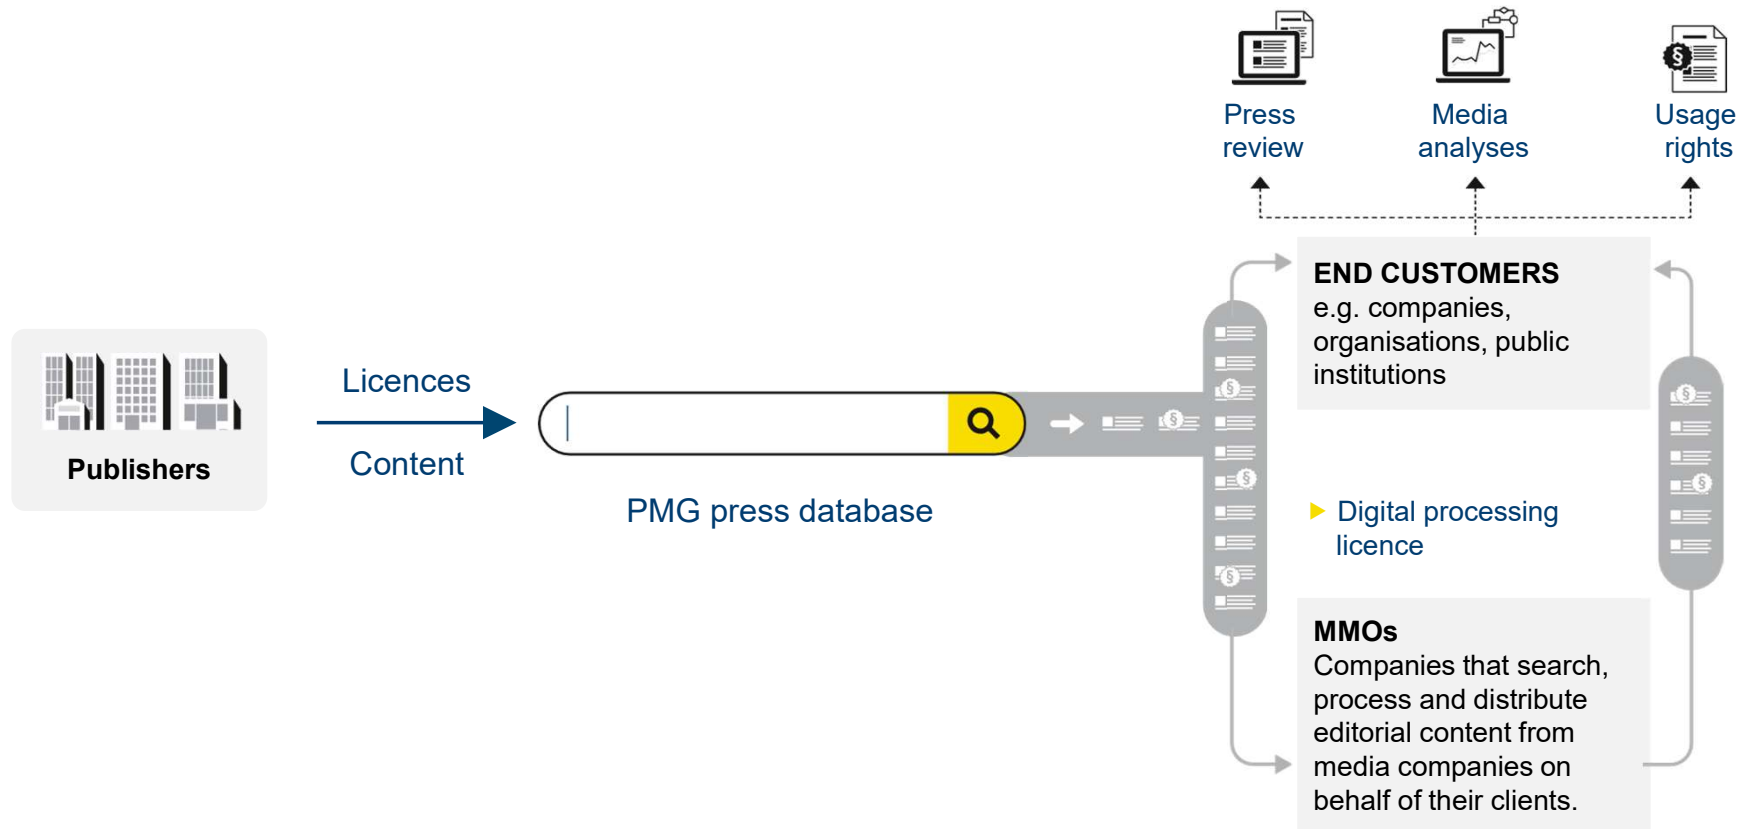 Press
review
Media
analyses
Usage
rights
END CUSTOMERS
e.g. companies,
organisations, public
institutions
Publishers
Licences
Content
PMG press database
Digital processing
licence
MMOs
Companies that search,
process and distribute
editorial content from
media companies on
behalf of their clients.
§
§
§
§
§
§
§